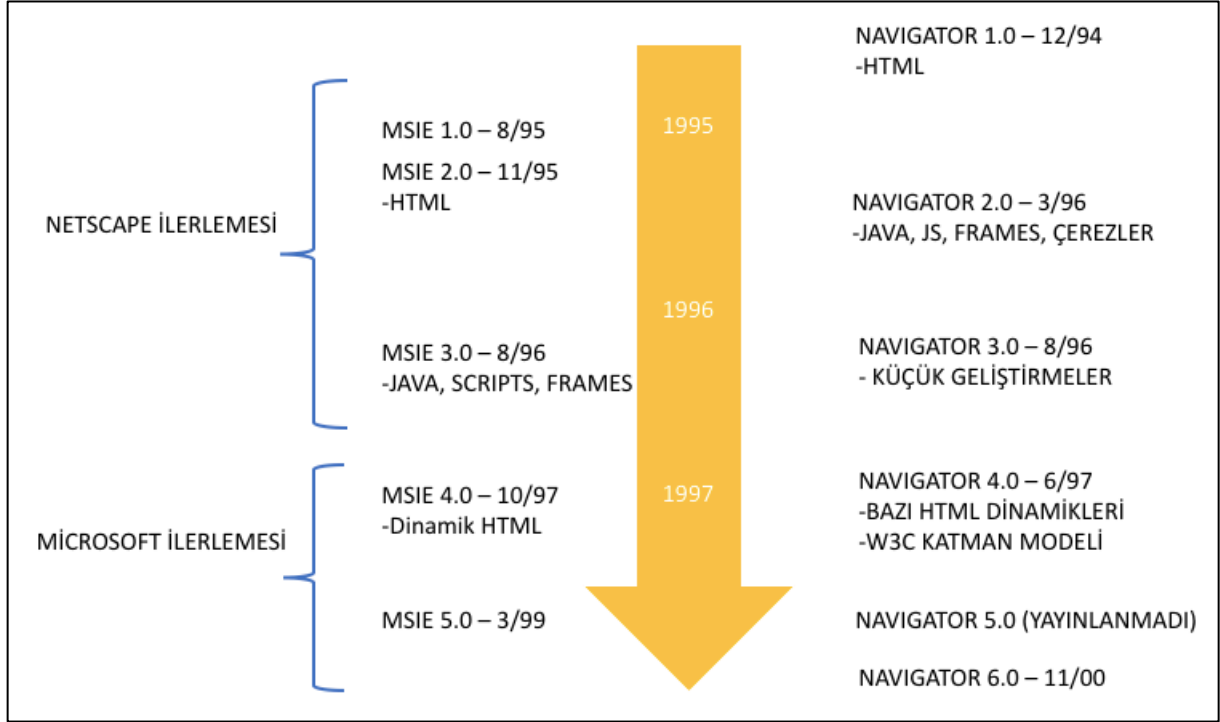 NAVIGATOR 1.0 – 12/94
-HTML
MSIE 1.0 – 8/95
1995
MSIE 2.0 – 11/95
-HTML
NETSCAPE İLERLEMESİ
NAVIGATOR 2.0 – 3/96
-JAVA, JS, FRAMES, ÇEREZLER
1996
MSIE 3.0 – 8/96
-JAVA, SCRIPTS, FRAMES
NAVIGATOR 3.0 – 8/96
- KÜÇÜK GELİŞTİRMELER
MSIE 4.0 – 10/97
-Dinamik HTML
1997
NAVIGATOR 4.0 – 6/97
-BAZI HTML DİNAMİKLERİ
-W3C KATMAN MODELİ
MİCROSOFT İLERLEMESİ
MSIE 5.0 – 3/99
NAVIGATOR 5.0 (YAYINLANMADI)
NAVIGATOR 6.0 – 11/00